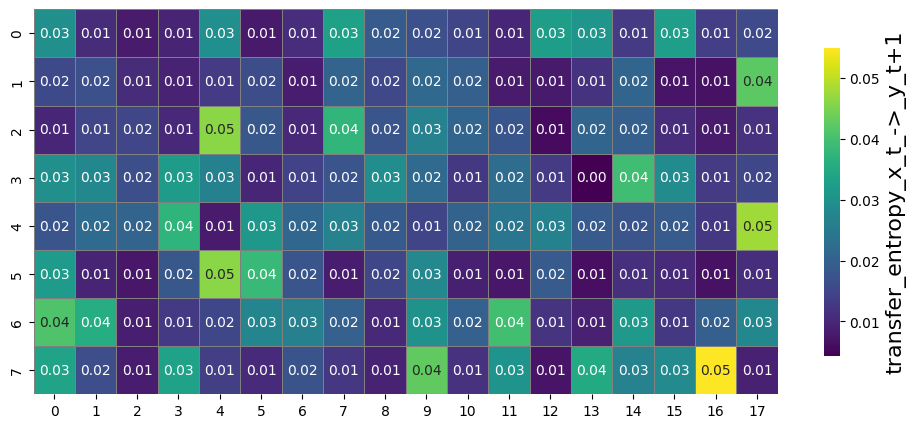 0 0.03 0.01 0.01 0.01 0.03 0.01 0.01 0.03 0.02 0.02 0.01 0.01 0.03 0.03 0.01 0.03 0.01 0.02
1 0.02 0.02 0.01 0.01 0.01 0.02 0.01 0.02 0.02 0.02 0.02 0.01 0.01 0.01 0.02 0.01 0.01 0.04
2 0.01 0.01 0.02 0.01 0.05 0.02 0.01 0.04 0.02 0.03 0.02 0.02 0.01 0.02 0.02 0.01 0.01 0.01
3 0.03 0.03 0.02 0.03 0.03 0.01 0.01 0.02 0.03 0.02 0.01 0.02 0.01 0.00 0.04 0.03 0.01 0.02
4 0.02 0.02 0.02 0.04 0.01 0.03 0.02 0.03 0.02 0.01 0.02 0.02 0.03 0.02 0.02 0.02 0.01 0.05
5 0.03 0.01 0.01 0.02 0.05 0.04 0.02 0.01 0.02 0.03 0.01 0.01 0.02 0.01 0.01 0.01 0.01 0.01
6 0.04 0.04 0.01 0.01 0.02 0.03 0.03 0.02 0.01 0.03 0.02 0.04 0.01 0.01 0.03 0.01 0.02 0.03
7 0.03 0.02 0.01 0.03 0.01 0.01 0.02 0.01 0.01 0.04 0.01 0.03 0.01 0.04 0.03 0.03 0.05 0.01
0 1 2 3 4 5 6 7 8 9 10 11 12 13 14 15 16 17
0.05
0.04
0.03
0.02
0.01
transfer_entropy_x_t_->_y_t+1